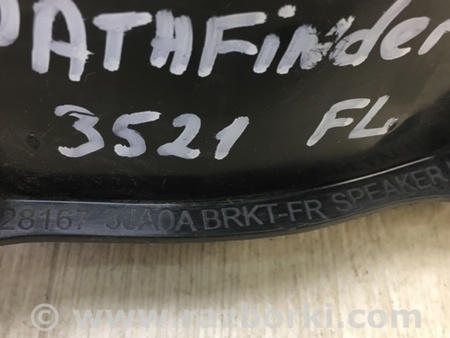 PATHFinder
3521 FL
28167 3JA0A BRKT-FR SPEAKER
© www.razborki.com